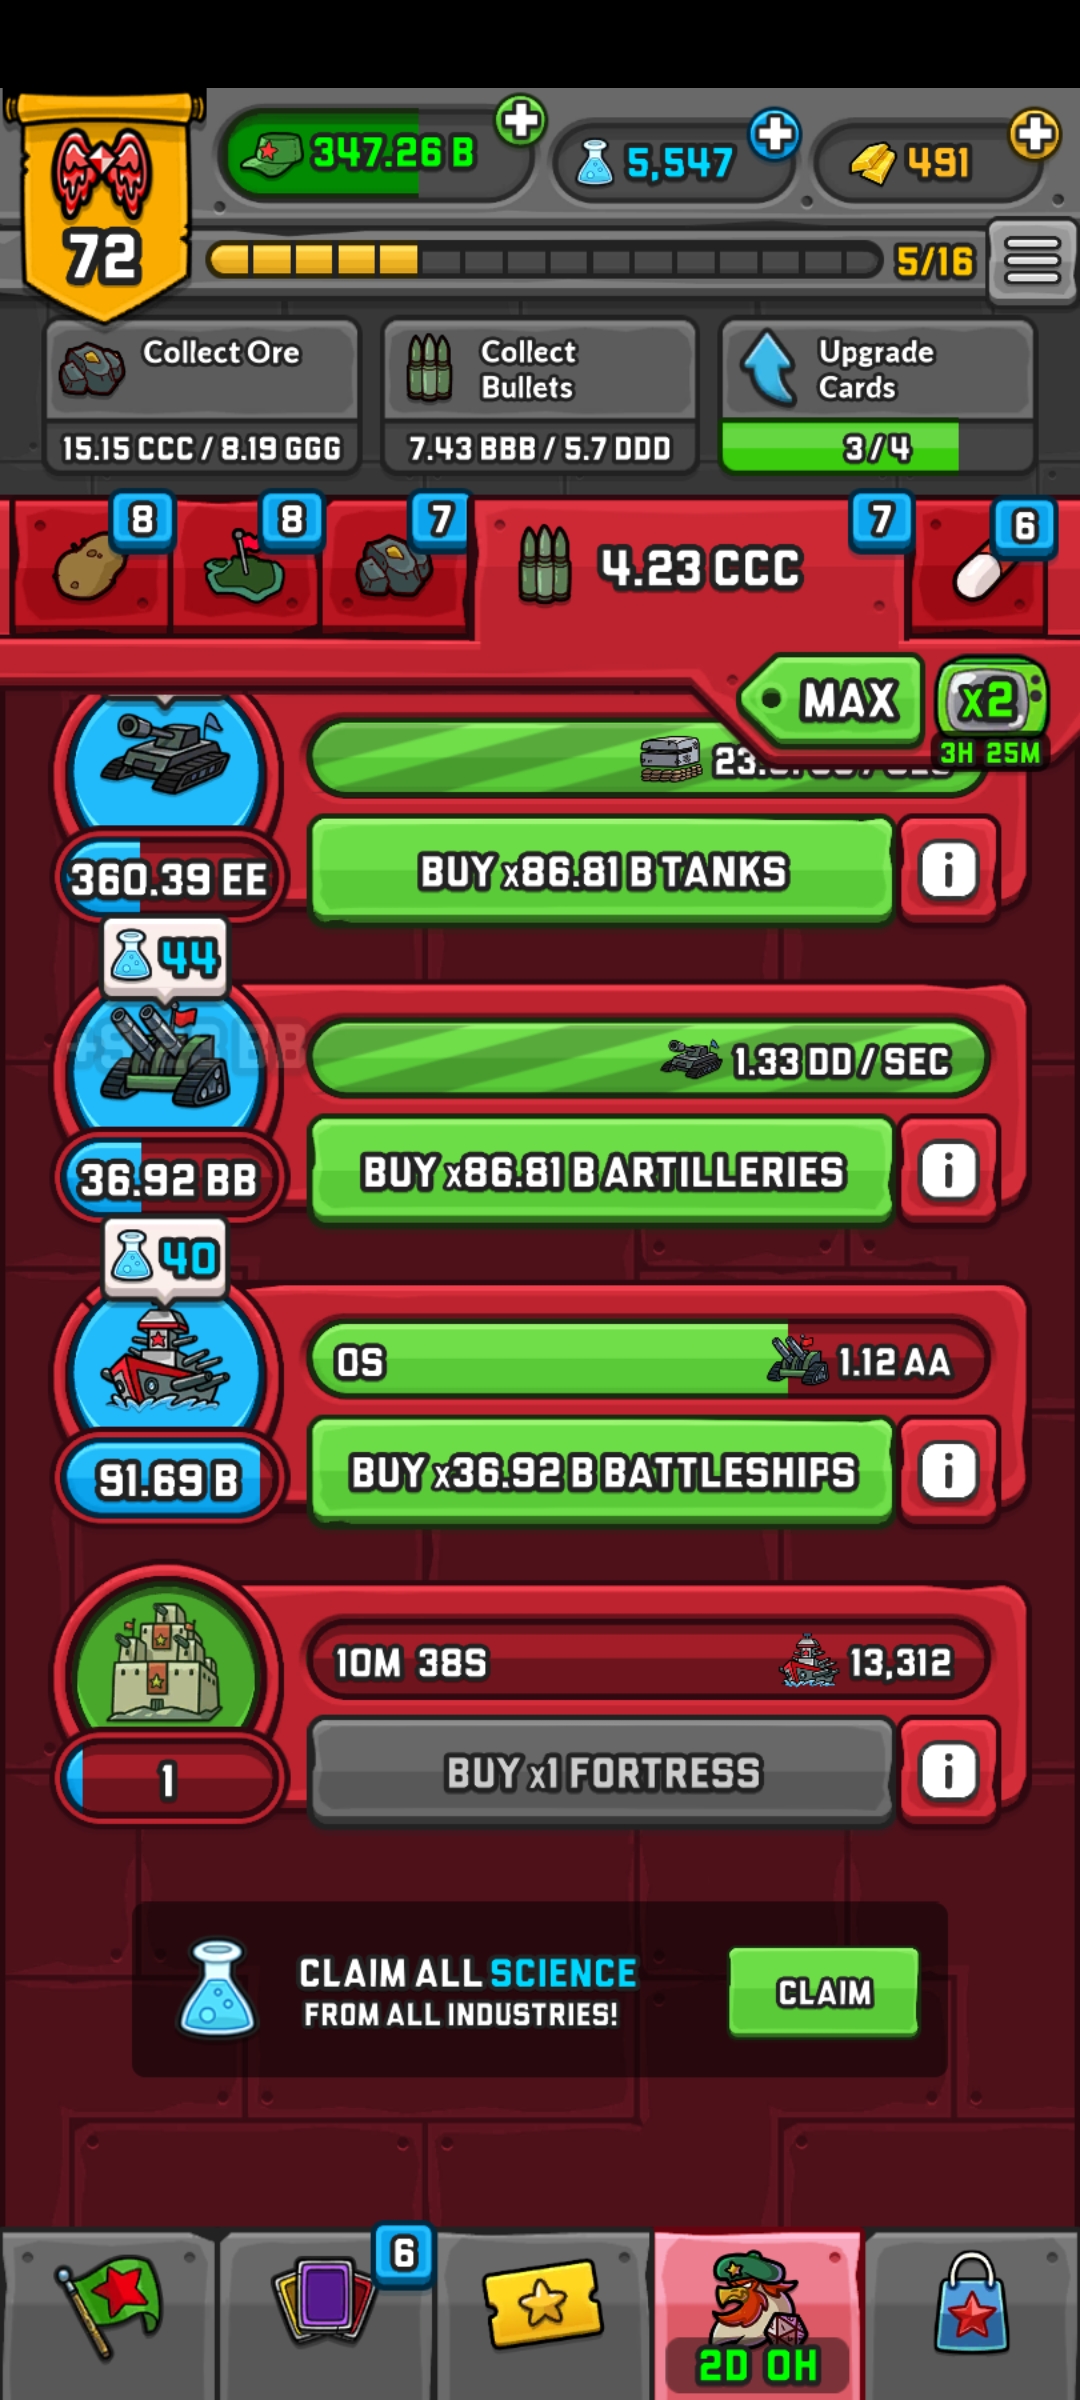 347.26 B
5,547
491
72
5/16
Collect Ore
15.15 CCC / 8.19 GGG
Collect
Bullets
7.43 BBB / 5.7 DDD
Upgrade
Cards
3/4
8
8
7
4.23 CCC
7
6
MAX
x2
3H 25M
360.39 EE
BUY x86.81 B TANKS
i
44
1.33 DD / SEC
36.92 BB
BUY x86.81 B ARTILLERIES
i
40
0S
1.12 AA
91.69 B
BUY x36.92 B BATTLESHIPS
i
10M 38S
13,312
1
BUY x1 FORTRESS
i
CLAIM ALL SCIENCE
FROM ALL INDUSTRIES!
CLAIM
6
2D 0H